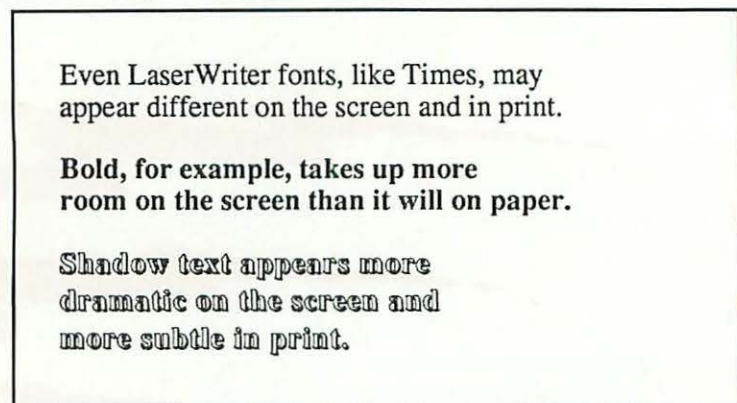 Even LaserWriter fonts, like Times, may
appear different on the screen and in print.
Bold, for example, takes up more
room on the screen than it will on paper.
Shadow text appears more
dramatic on the screen and
more subtle in print.